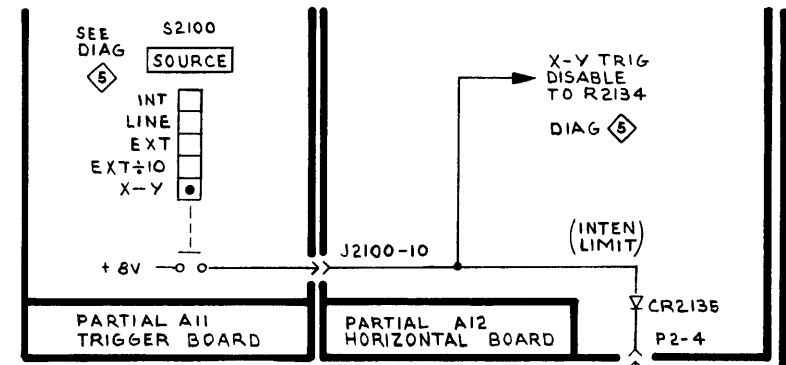 SEE
DIAG
5
S2100
SOURCE
INT
LINE
EXT
EXT÷10
X-Y
+8V
J2100-10
X-Y TRIG
DISABLE
TO R2134
DIAG 5
(INTEN
LIMIT)
CR2135
P2-4
PARTIAL A11
TRIGGER BOARD
PARTIAL A12
HORIZONTAL BOARD